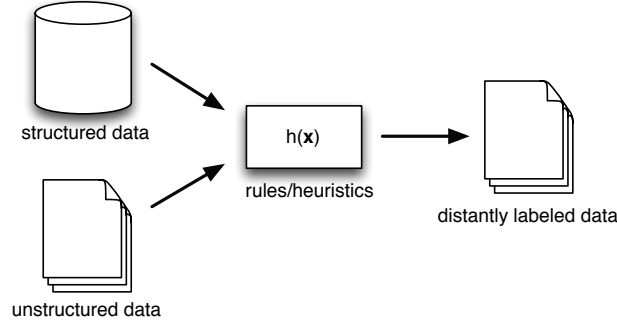 structured data
h(x)
rules/heuristics
distantly labeled data
unstructured data